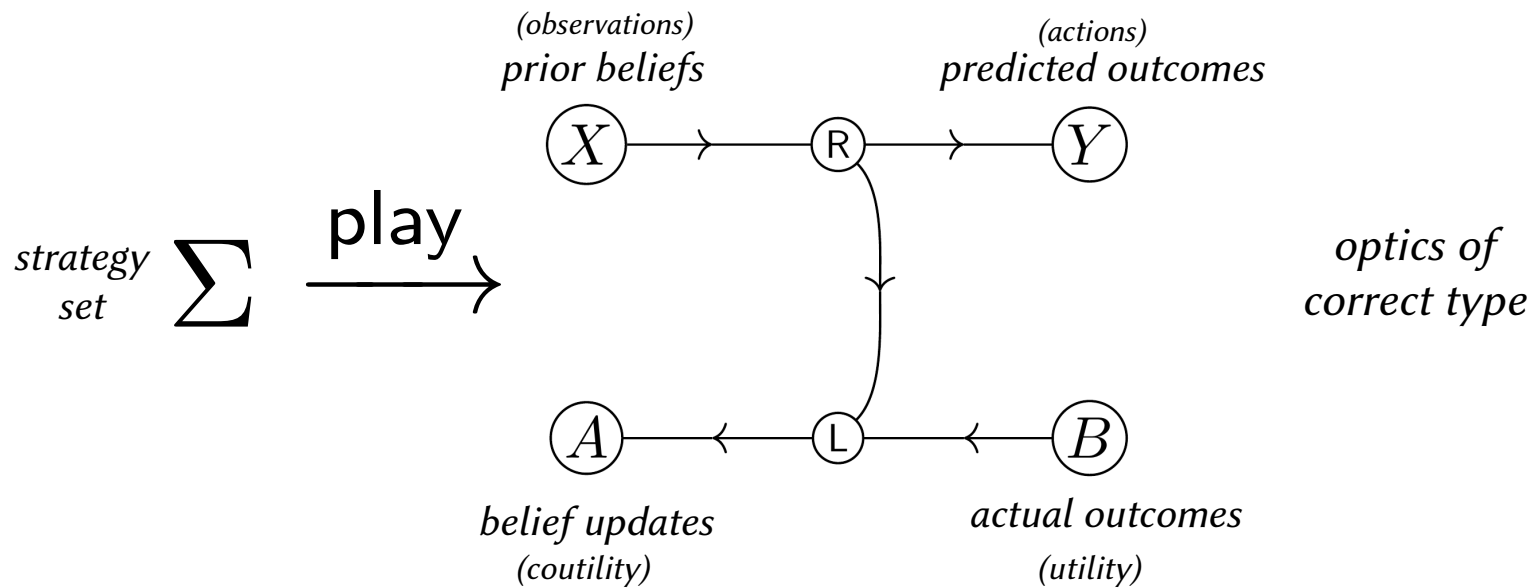 (observations)
prior beliefs
(actions)
predicted outcomes
X
R
Y
play
strategy
set
Σ
optics of
correct type
A
L
B
belief updates
(coutility)
actual outcomes
(utility)